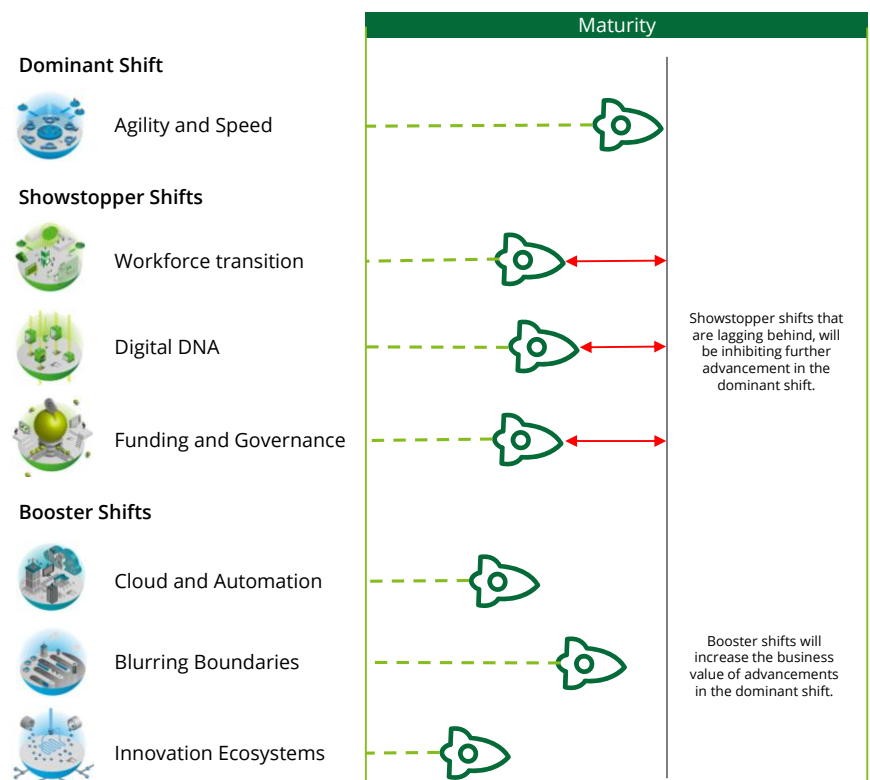 Maturity
Dominant Shift
Agility and Speed
Showstopper Shifts
Workforce transition
Digital DNA
Showstopper shifts that
are lagging behind, will
be inhibiting further
advancement in the
dominant shift.
Funding and Governance
Booster Shifts
Cloud and Automation
Blurring Boundaries
Booster shifts will
increase the business
value of advancements
in the dominant shift.
Innovation Ecosystems